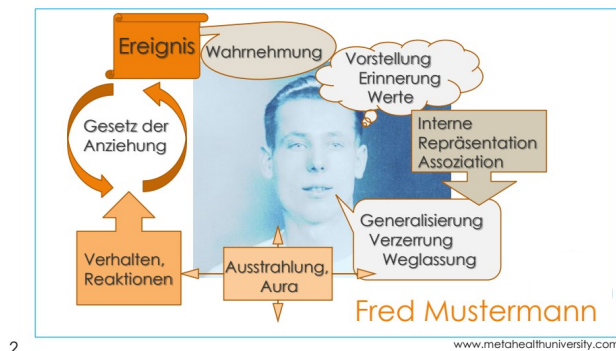 Ereignis
Wahrnehmung
Vorstellung
Erinnerung
Werte
Gesetz der
Anziehung
Interne
Repräsentation
Assoziation
Generalisierung
Verzerrung
Weglassung
Verhalten,
Reaktionen
Ausstrahlung,
Aura
Fred Mustermann
2
www.metahealthuniversity.com